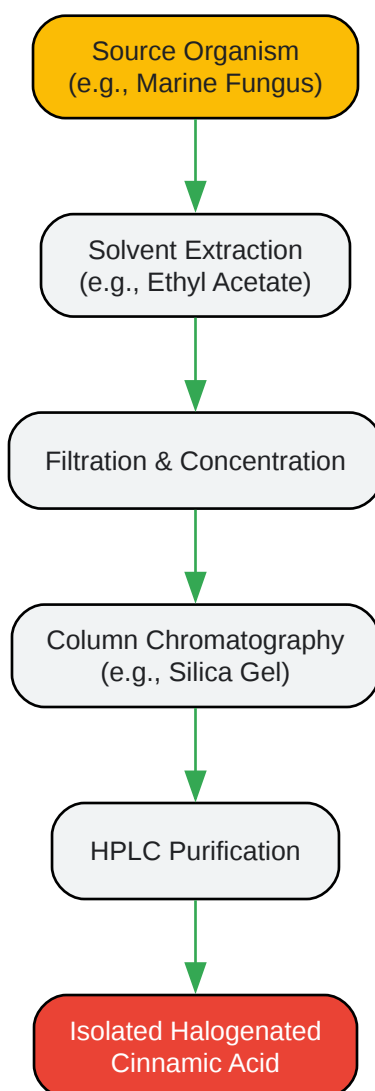 Source Organism
(e.g., Marine Fungus)
Solvent Extraction
(e.g., Ethyl Acetate)
Filtration & Concentration
Column Chromatography
(e.g., Silica Gel)
HPLC Purification
Isolated Halogenated
Cinnamic Acid